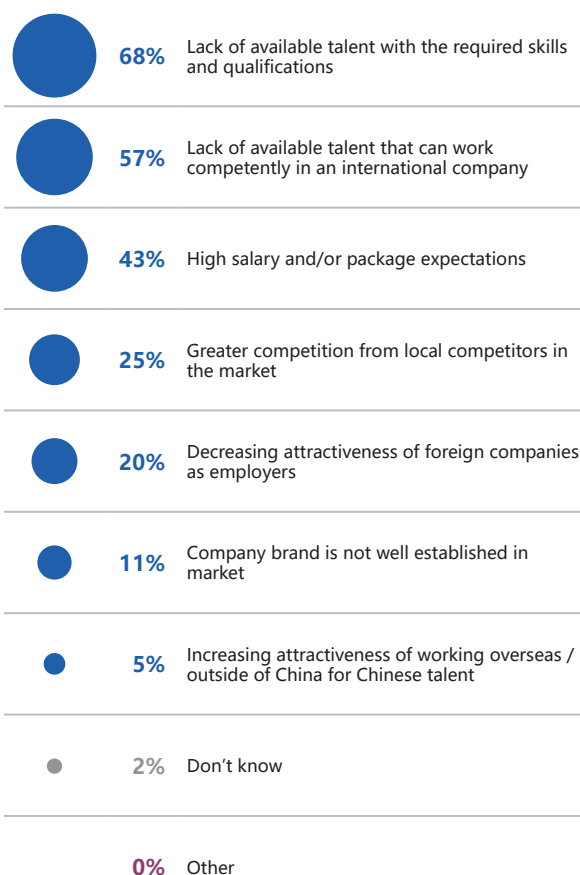 68%
Lack of available talent with the required skills
and qualifications
57%
Lack of available talent that can work
competently in an international company
43%
High salary and/or package expectations
25%
Greater competition from local competitors in
the market
20%
Decreasing attractiveness of foreign companies
as employers
11%
Company brand is not well established in
market
5%
Increasing attractiveness of working overseas /
outside of China for Chinese talent
2%
Don’t know
0%
Other